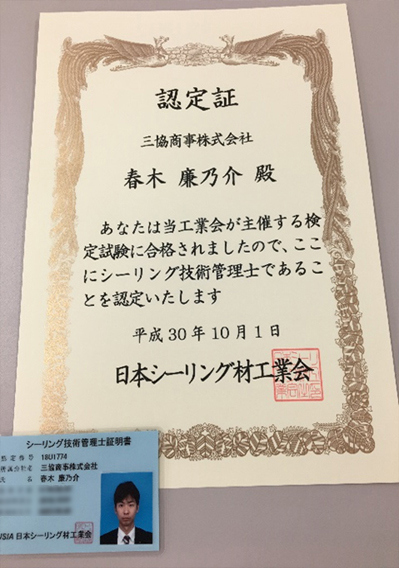 認定証
三協商事株式会社
春木 廉乃介 殿
あなたは当工業会が主催する検
定試験に合格されましたので、ここ
にシーリング技術管理士であるこ
とを認定いたします
平成30年10月1日
日本シーリング材工業会
シーリング技術管理士証明書
認定番号 18U1774
三協商事株式会社
春木 廉乃介
JSIA 日本シーリング材工業会